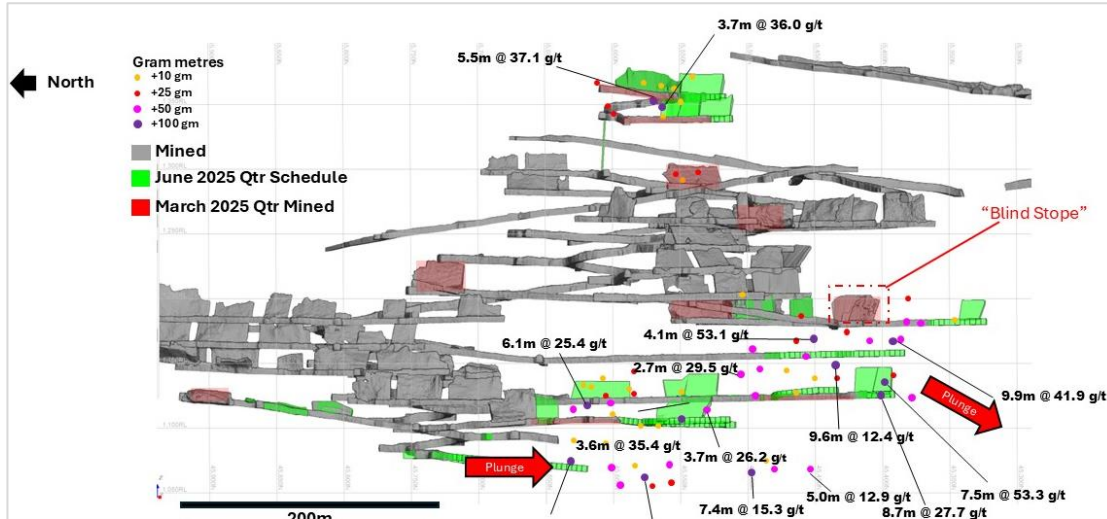 3.7m @ 36.0 g/t
5.5m @ 37.1 g/t
North
Gram metres
+10 gm
+25 gm
+50 gm
+100 gm
Mined
June 2025 Qtr Schedule
March 2025 Qtr Mined
"Blind Stope"
4.1m @ 53.1 g/t
6.1m @ 25.4 g/t
2.7m @ 29.5 g/t
Plunge
9.9m @ 41.9 g/t
9.6m @ 12.4 g/t
3.6m @ 35.4 g/t
3.7m @ 26.2 g/t
Plunge
7.5m @ 53.3 g/t
5.0m @ 12.9 g/t
7.4m @ 15.3 g/t
8.7m @ 27.7 g/t
200m